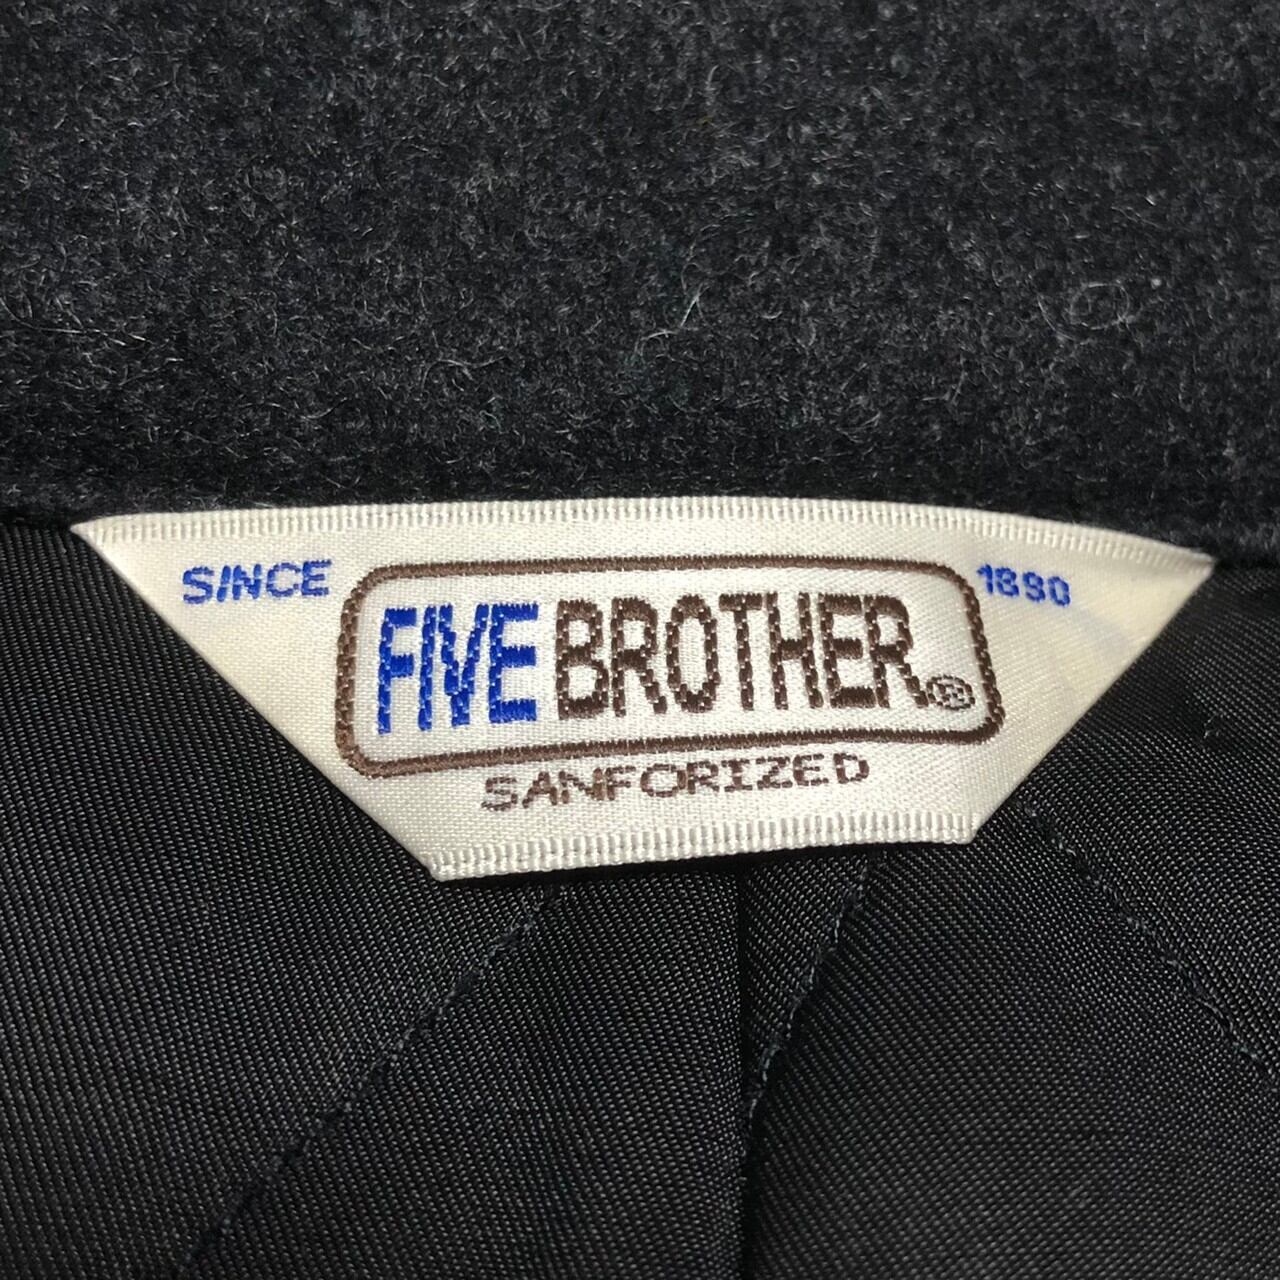 SINCE 1890
FIVE BROTHER®
SANFORIZED